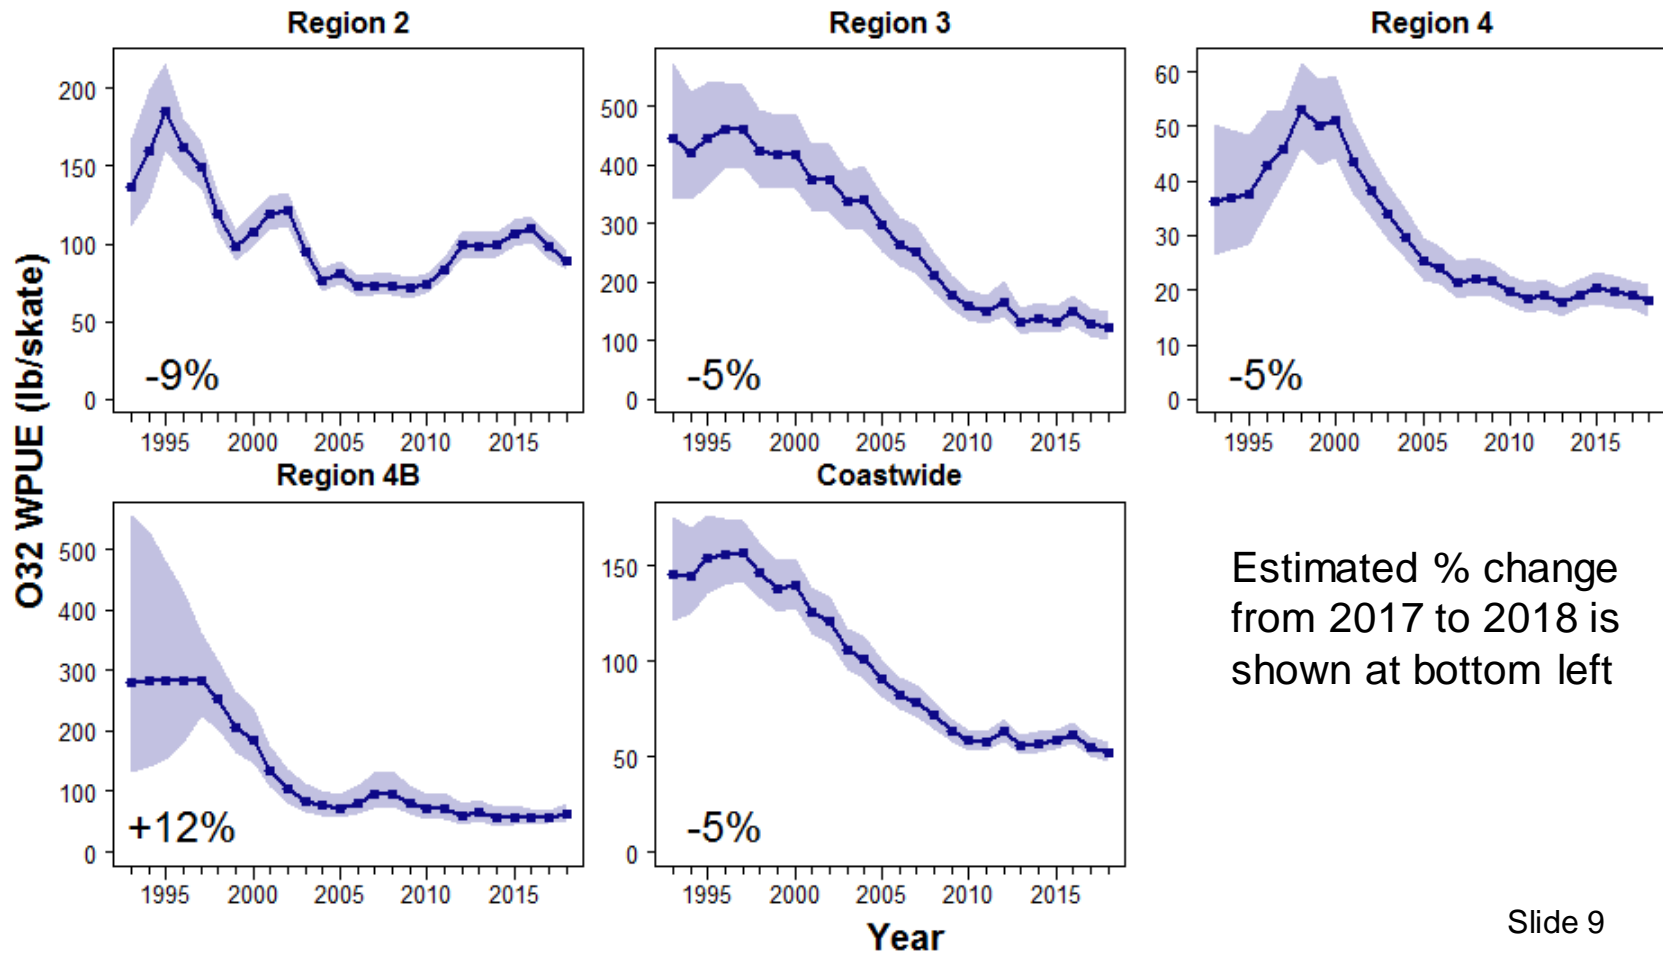 Region 2
Region 3
Region 4
O32 WPUE (lb/skate)
200
150
100
50
0
-9%
1995 2000 2005 2010 2015
500
400
300
200
100
0
-5%
1995 2000 2005 2010 2015
60
50
40
30
20
10
0
-5%
1995 2000 2005 2010 2015
Region 4B
Coastwide
500
400
300
200
100
0
+12%
1995 2000 2005 2010 2015
150
100
50
0
-5%
1995 2000 2005 2010 2015
Year
Estimated % change
from 2017 to 2018 is
shown at bottom left
Slide 9